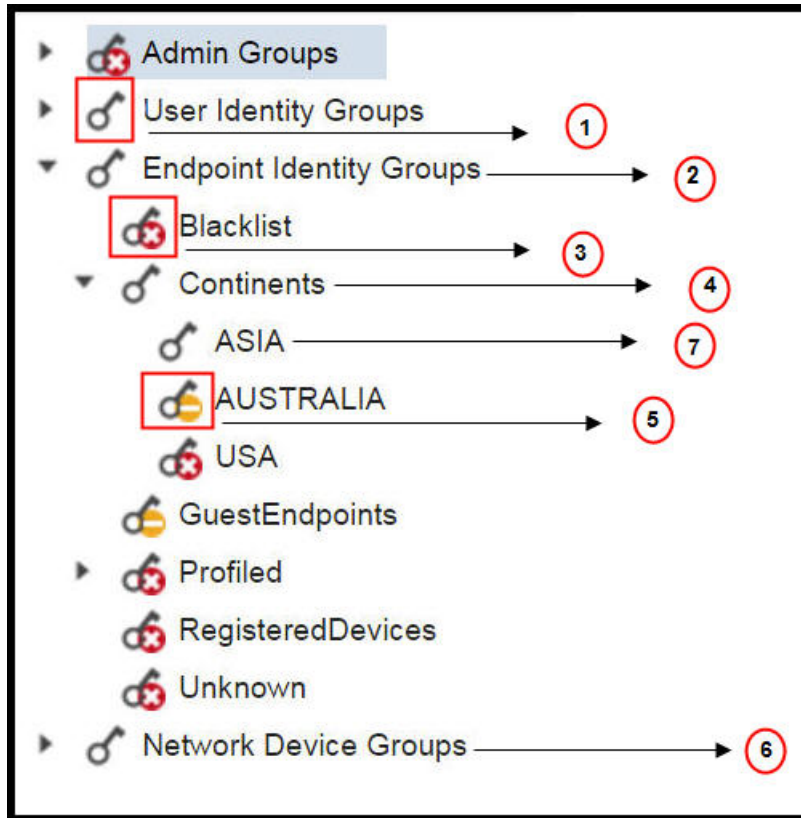 Admin Groups
User Identity Groups 1
Endpoint Identity Groups 2
Blacklist 3
Continents 4
ASIA 7
AUSTRALIA 5
USA
GuestEndpoints
Profiled
RegisteredDevices
Unknown
Network Device Groups 6